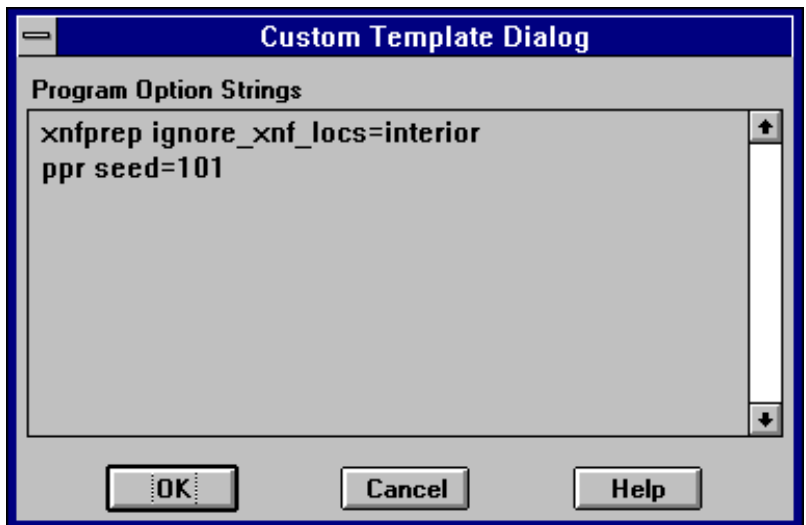 Custom Template Dialog
Program Option Strings
xnfprep ignore_xnf_locs=interior
ppr seed=101
OK Cancel Help